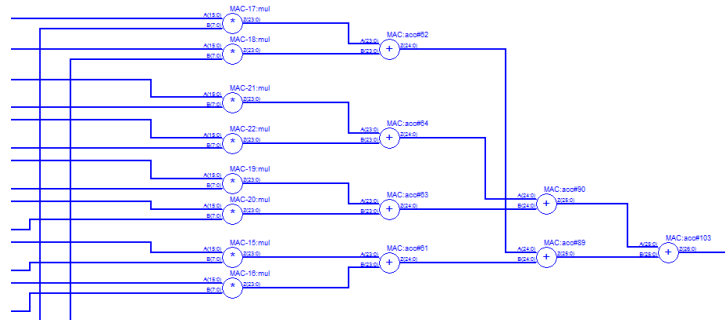 MAC-17:mul
A(15:0)
B(7:0)
*
Z(23:0)
MAC-18:mul
A(15:0)
B(7:0)
*
Z(23:0)
A(23:0)
B(23:0)
MAC:acc#62
+
Z(24:0)
MAC-21:mul
A(15:0)
B(7:0)
*
Z(23:0)
MAC-22:mul
A(15:0)
B(7:0)
*
Z(23:0)
A(23:0)
B(23:0)
MAC:acc#64
+
Z(24:0)
MAC-19:mul
A(15:0)
B(7:0)
*
Z(23:0)
MAC-20:mul
A(15:0)
B(7:0)
*
Z(23:0)
A(23:0)
B(23:0)
MAC:acc#63
+
Z(24:0)
MAC-15:mul
A(15:0)
B(7:0)
*
Z(23:0)
MAC-16:mul
A(15:0)
B(7:0)
*
Z(23:0)
A(23:0)
B(23:0)
MAC:acc#61
+
Z(24:0)
MAC:acc#90
A(24:0)
B(24:0)
+
Z(25:0)
MAC:acc#89
A(24:0)
B(24:0)
+
Z(25:0)
MAC:acc#103
A(25:0)
B(25:0)
+
Z(26:0)